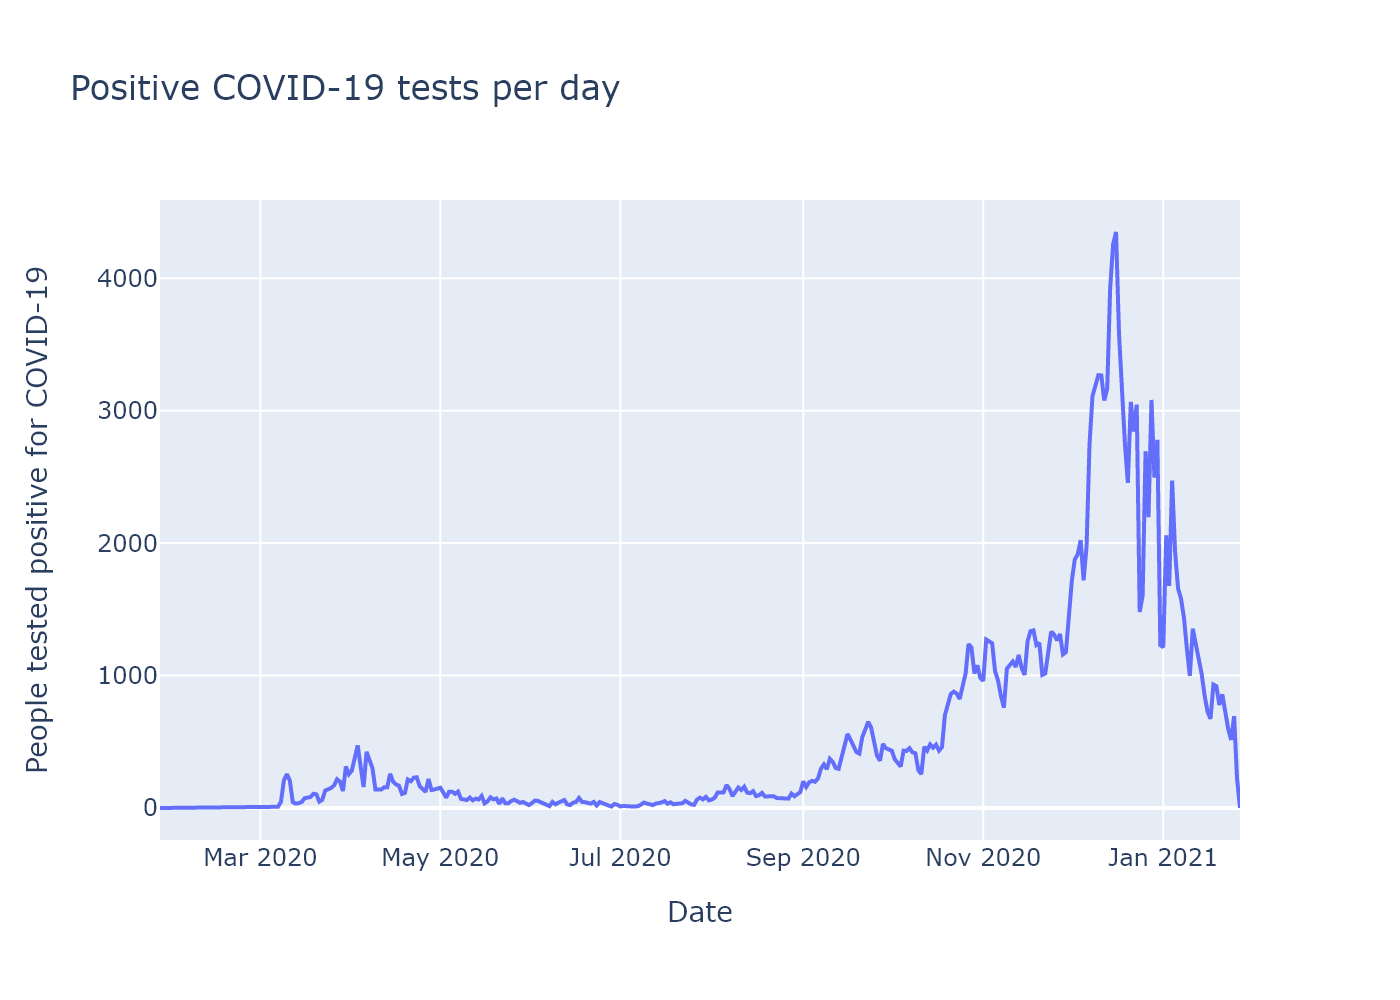 Positive COVID-19 tests per day
People tested positive for COVID-19
4000
3000
2000
1000
0
Mar 2020 May 2020 Jul 2020 Sep 2020 Nov 2020 Jan 2021
Date